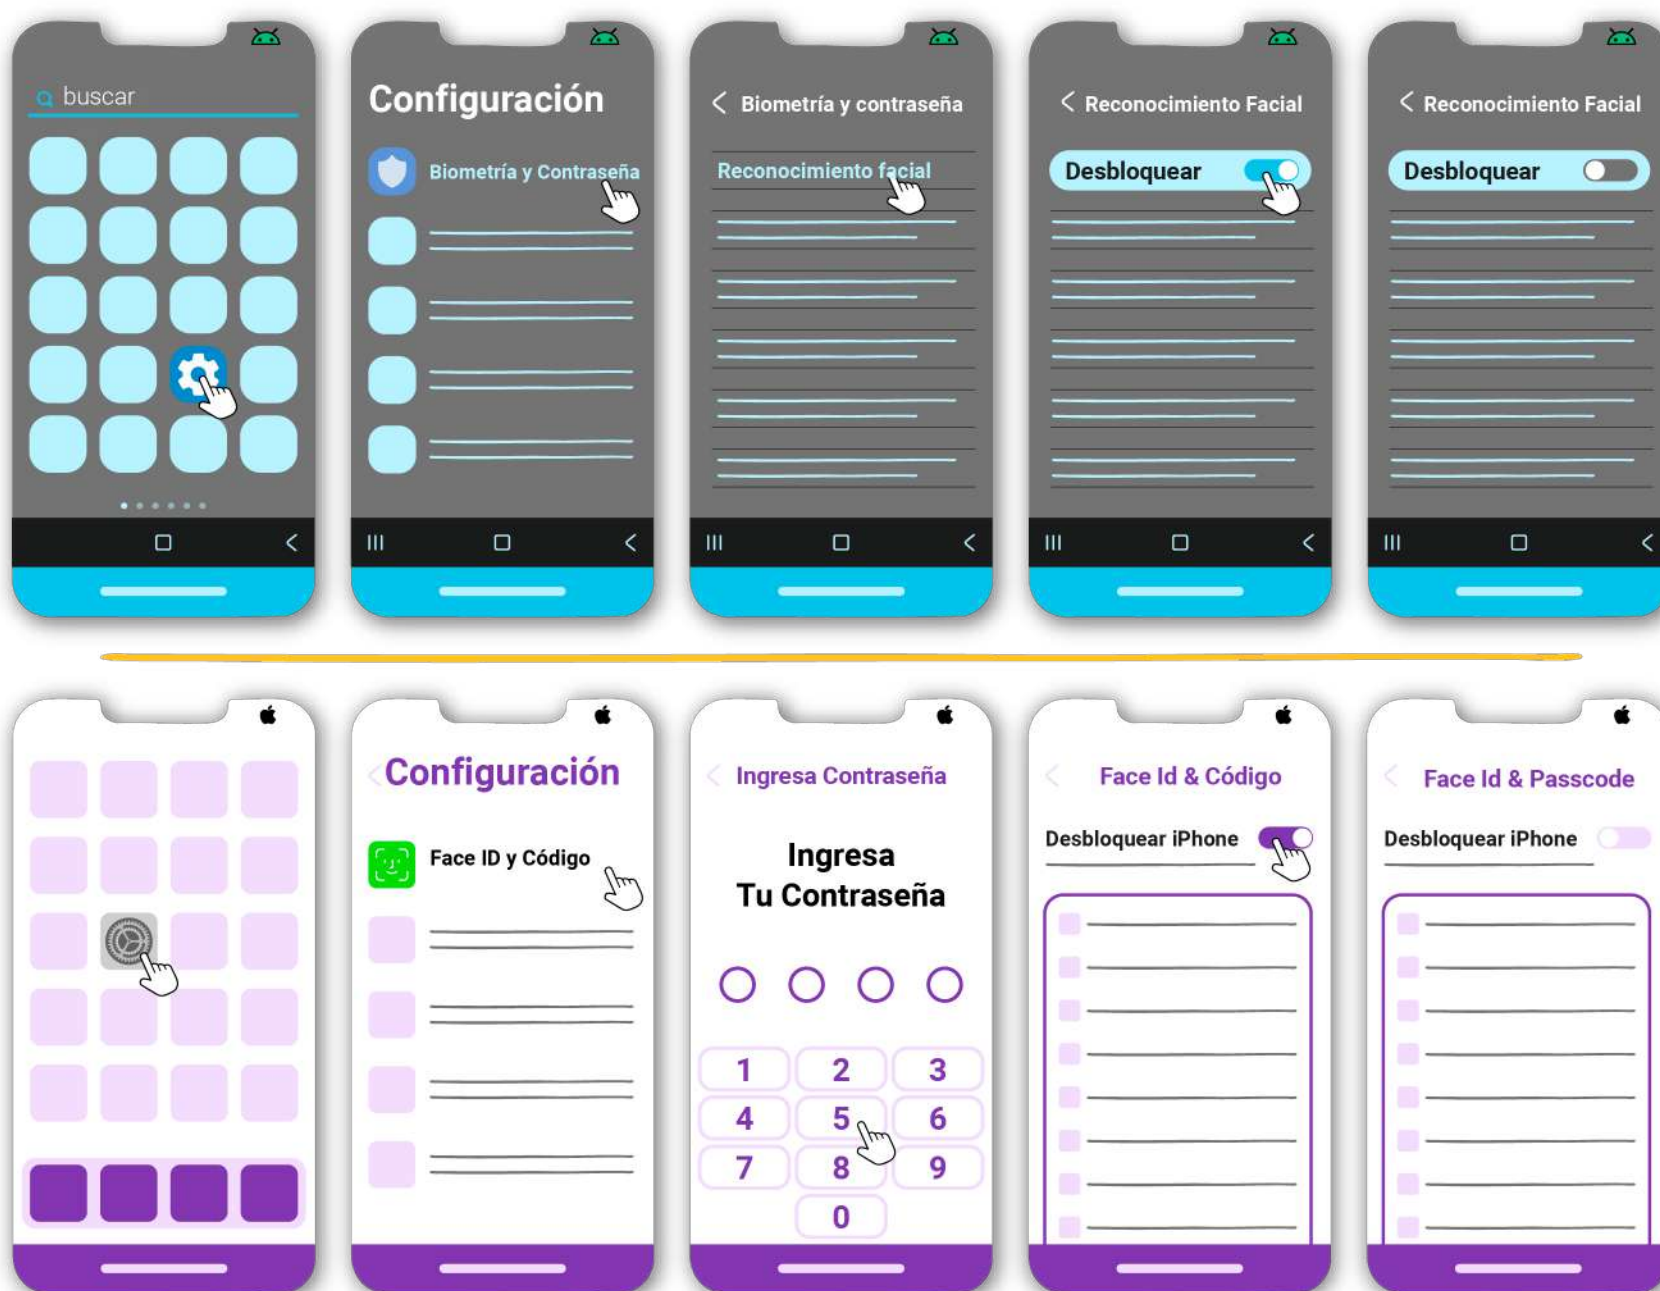 buscar
Configuración
Biometría y Contraseña
Biometría y contraseña
Reconocimiento facial
Reconocimiento Facial
Desbloquear
Reconocimiento Facial
Desbloquear
Configuración
Face ID y Código
Ingresa Contraseña
Ingresa
Tu Contraseña
1 2 3
4 5 6
7 8 9
0
Face Id & Código
Desbloquear iPhone
Face Id & Passcode
Desbloquear iPhone